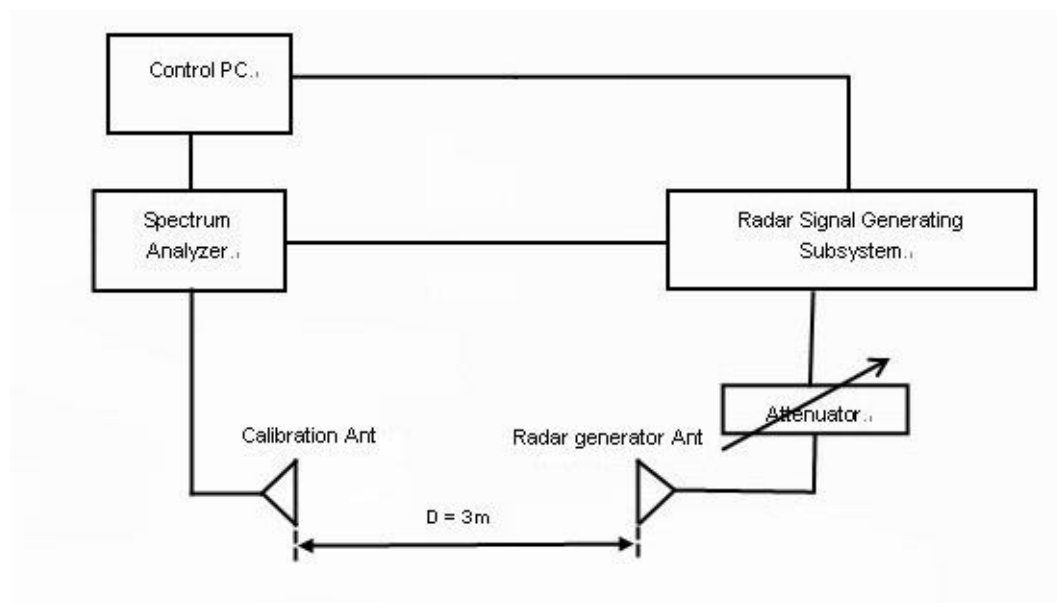 Control PC.
Spectrum
Analyzer.
Radar Signal Generating
Subsystem.
Attenuator.
Calibration Ant
Radar generator Ant
D = 3m